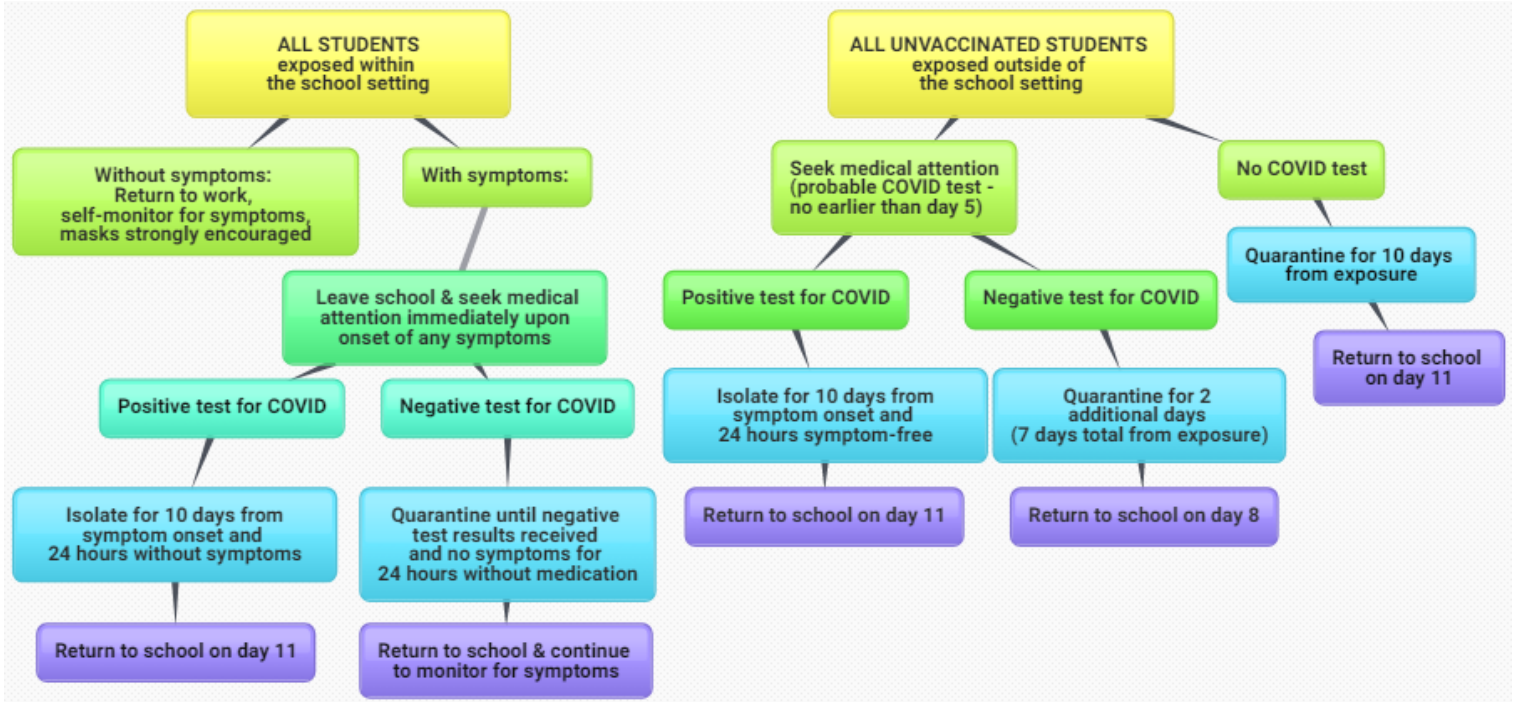 ALL STUDENTS
exposed within
the school setting
Without symptoms:
Return to work,
self-monitor for symptoms,
masks strongly encouraged
With symptoms:
Leave school & seek medical
attention immediately upon
onset of any symptoms
Positive test for COVID
Negative test for COVID
Isolate for 10 days from
symptom onset and
24 hours without symptoms
Quarantine until negative
test results received
and no symptoms for
24 hours without medication
Return to school on day 11
Return to school & continue
to monitor for symptoms
ALL UNVACCINATED STUDENTS
exposed outside of
the school setting
Seek medical attention
(probable COVID test -
no earlier than day 5)
No COVID test
Positive test for COVID
Negative test for COVID
Quarantine for 10 days
from exposure
Isolate for 10 days from
symptom onset and
24 hours symptom-free
Quarantine for 2
additional days
(7 days total from exposure)
Return to school
on day 11
Return to school on day 11
Return to school on day 8